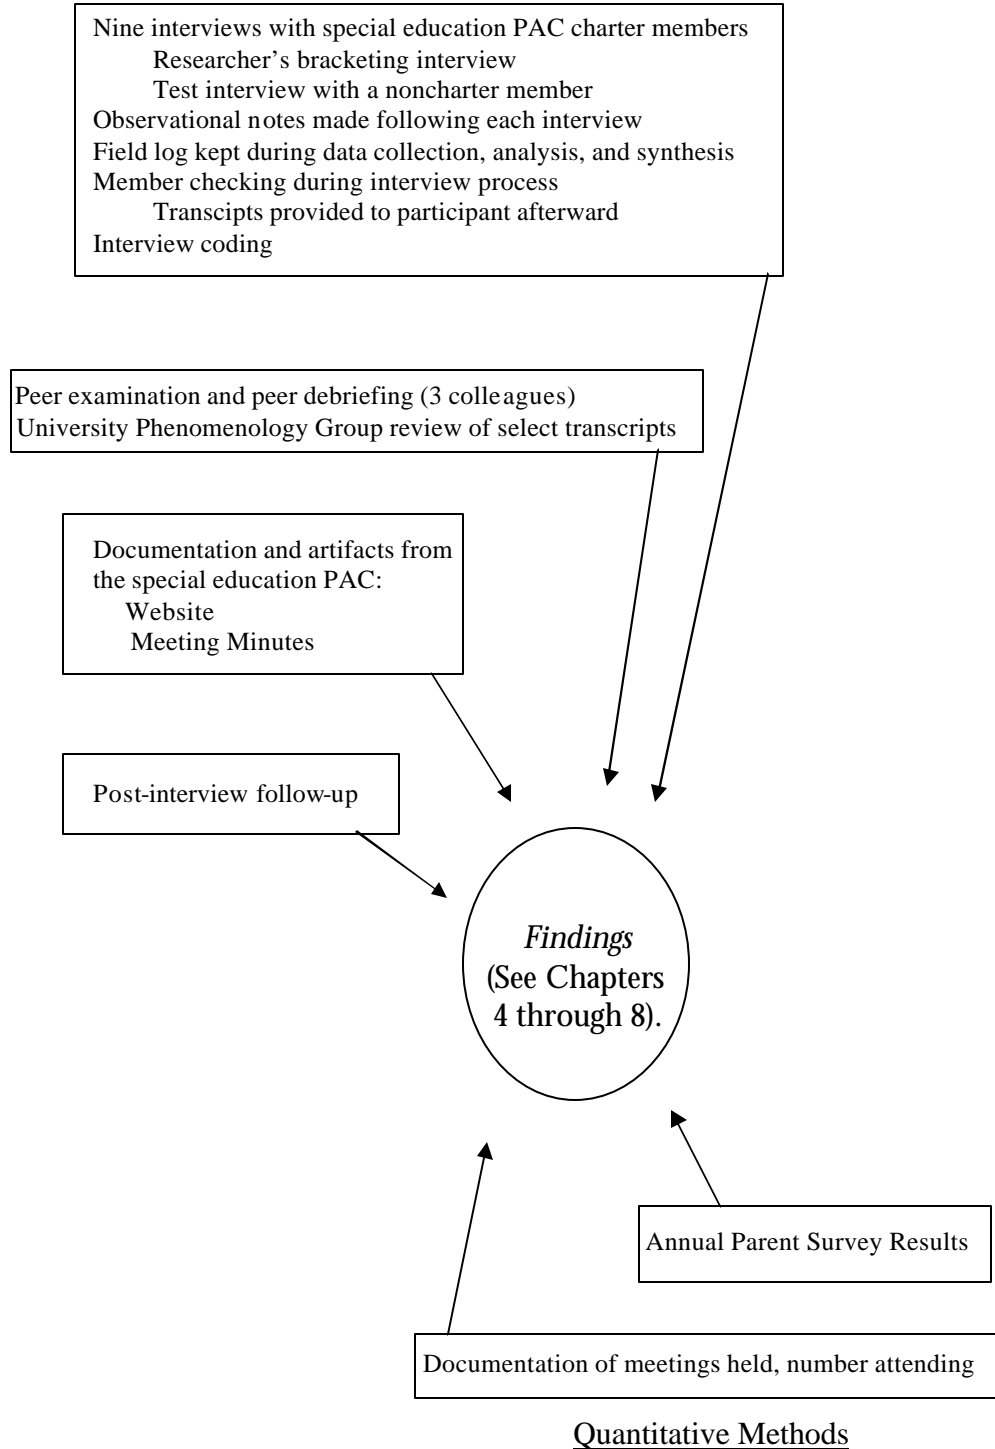 Nine interviews with special education PAC charter members
Researcher’s bracketing interview
Test interview with a noncharter member
Observational notes made following each interview
Field log kept during data collection, analysis, and synthesis
Member checking during interview process
Transcipts provided to participant afterward
Interview coding
Peer examination and peer debriefing (3 colleagues)
University Phenomenology Group review of select transcripts
Documentation and artifacts from
the special education PAC:
Website
Meeting Minutes
Post-interview follow-up
Findings
(See Chapters
4 through 8).
Annual Parent Survey Results
Documentation of meetings held, number attending
Quantitative Methods